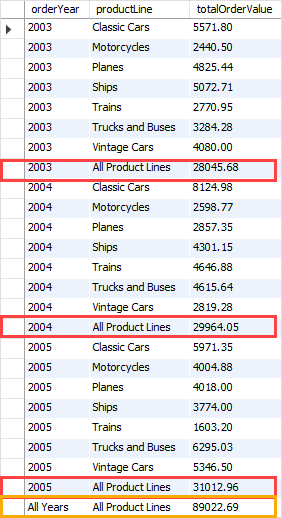 orderYear productLine totalOrderValue
2003 Classic Cars 5571.80
2003 Motorcycles 2440.50
2003 Planes 4825.44
2003 Ships 5072.71
2003 Trains 2770.95
2003 Trucks and Buses 3284.28
2003 Vintage Cars 4080.00
2003 All Product Lines 28045.68
2004 Classic Cars 8124.98
2004 Motorcycles 2598.77
2004 Planes 2857.35
2004 Ships 4301.15
2004 Trains 4646.88
2004 Trucks and Buses 4615.64
2004 Vintage Cars 2819.28
2004 All Product Lines 29964.05
2005 Classic Cars 5971.35
2005 Motorcycles 4004.88
2005 Planes 4018.00
2005 Ships 3774.00
2005 Trains 1603.20
2005 Trucks and Buses 6295.03
2005 Vintage Cars 5346.50
2005 All Product Lines 31012.96
All Years All Product Lines 89022.69